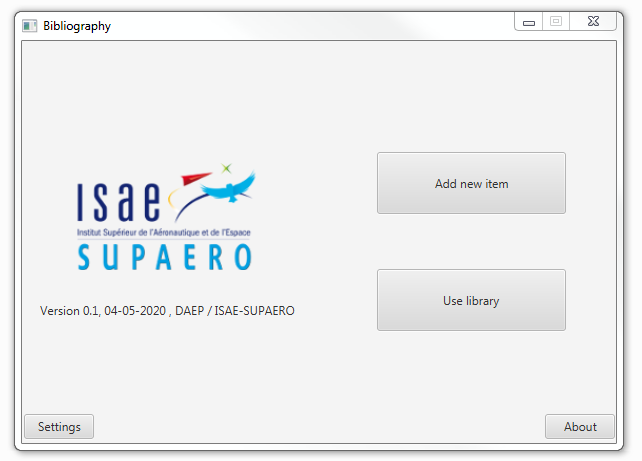 Bibliography
Add new item
isae
Institut Supérieur de l'Aéronautique et de l'Espace
SUPAERO
Use library
Version 0.1, 04-05-2020 , DAEP / ISAE-SUPAERO
Settings
About